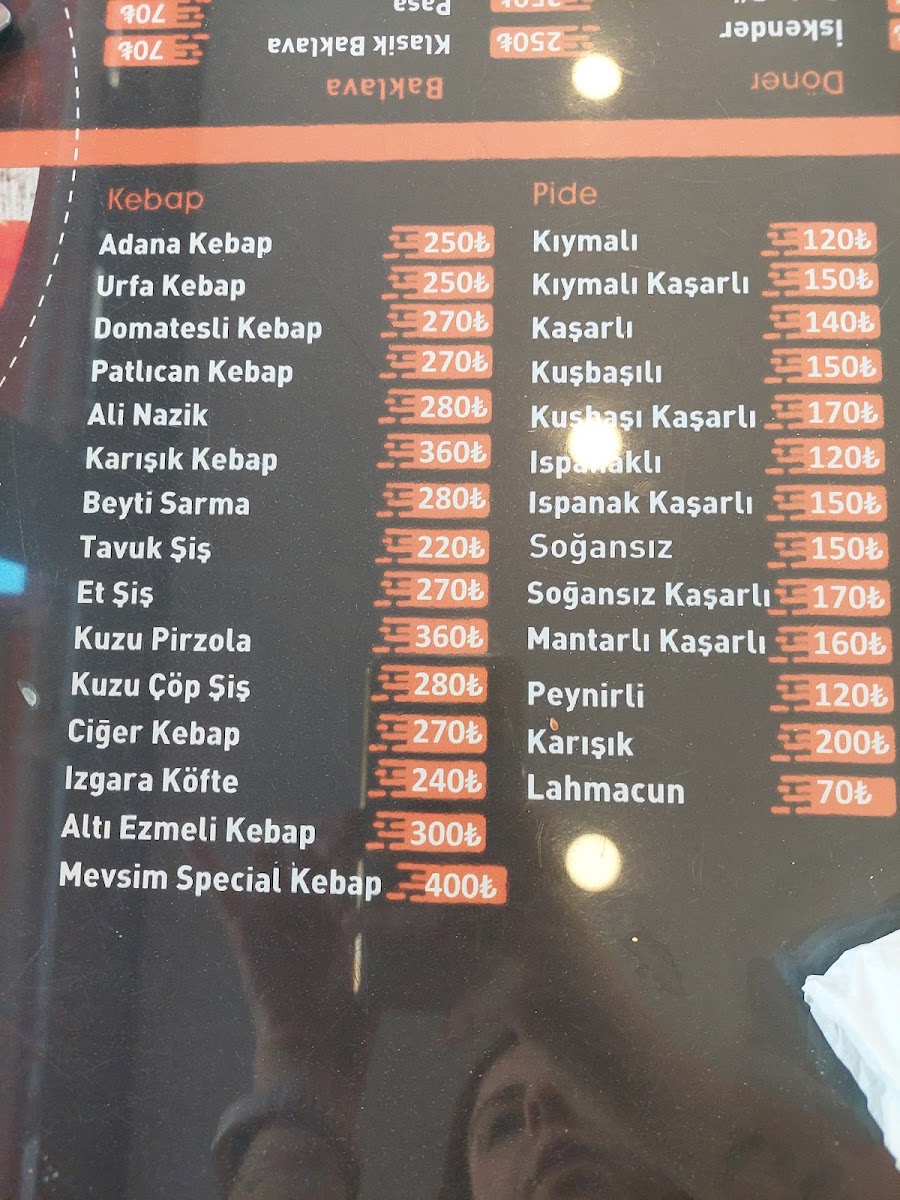 70₺
Paşa
70₺
Klasik Baklava
250₺
İskender
Baklava
Döner
Kebap
Adana Kebap 250₺
Urfa Kebap 250₺
Domatesli Kebap 270₺
Patlıcan Kebap 270₺
Ali Nazik 280₺
Karışık Kebap 360₺
Beyti Sarma 280₺
Tavuk Şiş 220₺
Et Şiş 270₺
Kuzu Pirzola 360₺
Kuzu Çöp Şiş 280₺
Ciğer Kebap 270₺
Izgara Köfte 240₺
Altı Ezmeli Kebap 300₺
Mevsim Special Kebap 400₺
Pide
Kıymalı 120₺
Kıymalı Kaşarlı 150₺
Kaşarlı 140₺
Kuşbaşılı 150₺
Kuşbaşı Kaşarlı 170₺
Ispanaklı 120₺
Ispanak Kaşarlı 150₺
Soğansız 150₺
Soğansız Kaşarlı 170₺
Mantarlı Kaşarlı 160₺
Peynirli 120₺
Karışık 200₺
Lahmacun 70₺